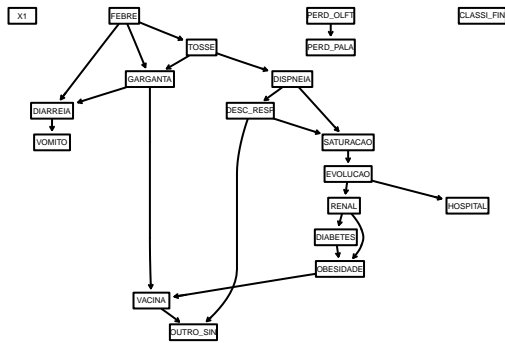 X1
FEBRE
PERD_OLFT
CLASSI_FIN
TOSSE
PERD_PALA
GARGANTA
DISPNEIA
DIARREIA
DESC_RESP
VOMITO
SATURACAO
EVOLUCAO
RENAL
HOSPITAL
DIABETES
OBESIDADE
VACINA
OUTRO_SIN